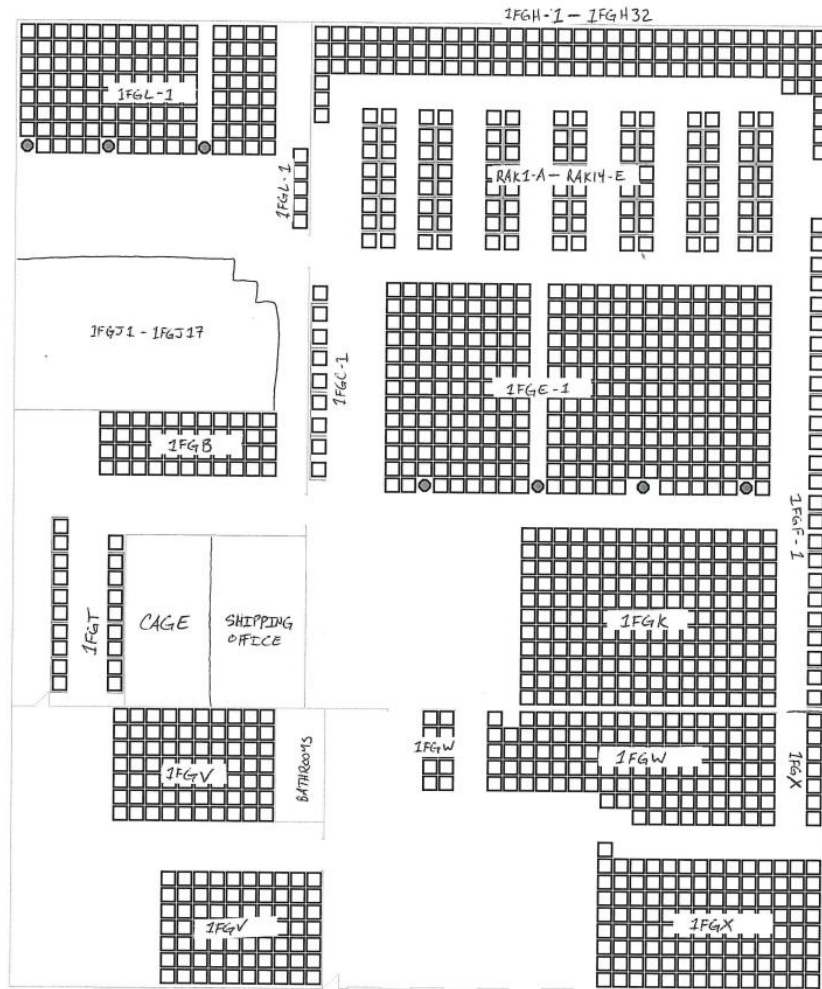 1FGH-1 — 1FGH32
1FGL-1
RAK1-A — RAK14-E
1FGL-1
1FGJ1 - 1FGJ17
1FGC-1
1FGE-1
1FGB
1FGF-1
1FGT
CAGE
SHIPPING
OFFICE
1FGK
1FGW
1FGW
1FGX
1FGV
BATHROOMS
1FGV
1FGX